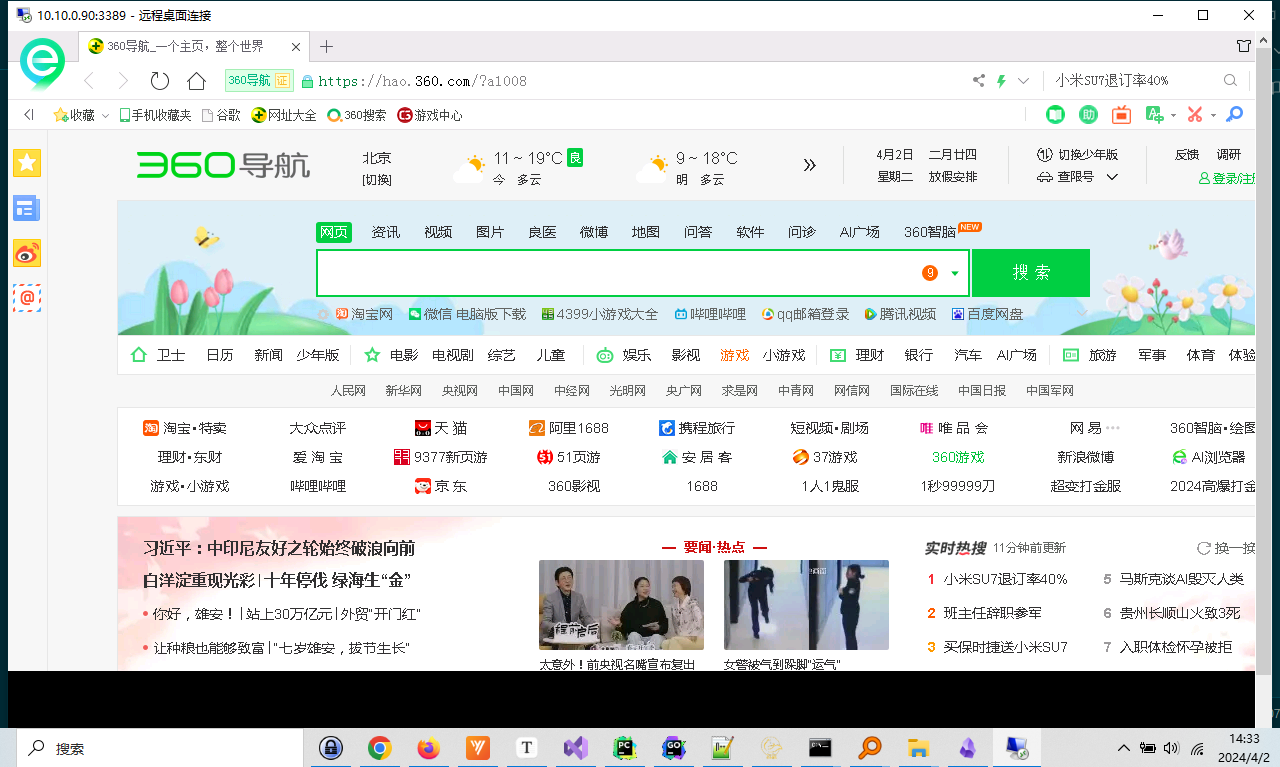 10.10.0.90:3389 - 远程桌面连接
360导航_一个主页，整个世界
360导航 证 https://hao.360.com/?a1008 小米SU7退订率40%
收藏 手机收藏夹 谷歌 网址大全 360搜索 游戏中心
360导航
北京
[切换]
11 ~ 19°C 良
今 多云
9 ~ 18°C
明 多云
4月2日 二月廿四
星期二 放假安排
切换少年版
查限号
反馈 调研
登录/注册
网页 资讯 视频 图片 良医 微博 地图 问答 软件 问诊 AI广场 360智脑 NEW
9 搜 索
淘宝网 微信 电脑版下载 4399小游戏大全 哔哩哔哩 qq邮箱登录 腾讯视频 百度网盘
卫士 日历 新闻 少年版 电影 电视剧 综艺 儿童 娱乐 影视 游戏 小游戏 理财 银行 汽车 AI广场 旅游 军事 体育 体验
人民网 新华网 央视网 中国网 中经网 光明网 央广网 求是网 中青网 网信网 国际在线 中国日报 中国军网
淘宝•特卖 大众点评 天 猫 阿里1688 携程旅行 短视频•剧场 唯 品 会 网 易 360智脑•绘图
理财•东财 爱 淘 宝 9377新页游 51页游 安 居 客 37游戏 360游戏 新浪微博 AI浏览器
游戏•小游戏 哔哩哔哩 京 东 360影视 1688 1人1鬼服 1秒99999刀 超变打金服 2024高爆打金
习近平：中印尼友好之轮始终破浪向前
白洋淀重现光彩 | 十年停伐 绿海生“金”
• 你好，雄安！ | 站上30万亿元 | 外贸"开门红"
• 让种粮也能够致富 | "七岁雄安，拔节生长"
要闻·热点
太意外！前央视名嘴宣布复出
女警被气到跺脚"运气"
实时热搜 11分钟前更新 换一换
1 小米SU7退订率40% 5 马斯克谈AI毁灭人类
2 班主任辞职参军 6 贵州长顺山火致3死
3 买保时捷送小米SU7 7 入职体检怀孕被拒
搜索
14:33
2024/4/2